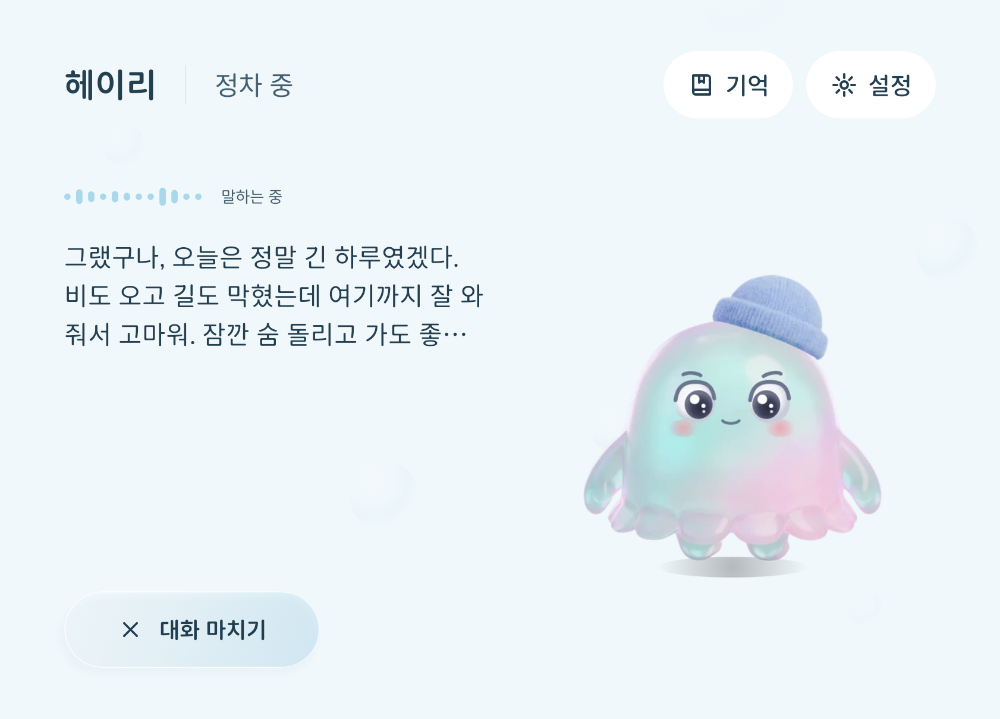 헤이리
정차 중
기억
설정
말하는 중
그랬구나, 오늘은 정말 긴 하루였겠다.
비도 오고 길도 막혔는데 여기까지 잘 와
줘서 고마워. 잠깐 숨 돌리고 가도 좋…
대화 마치기